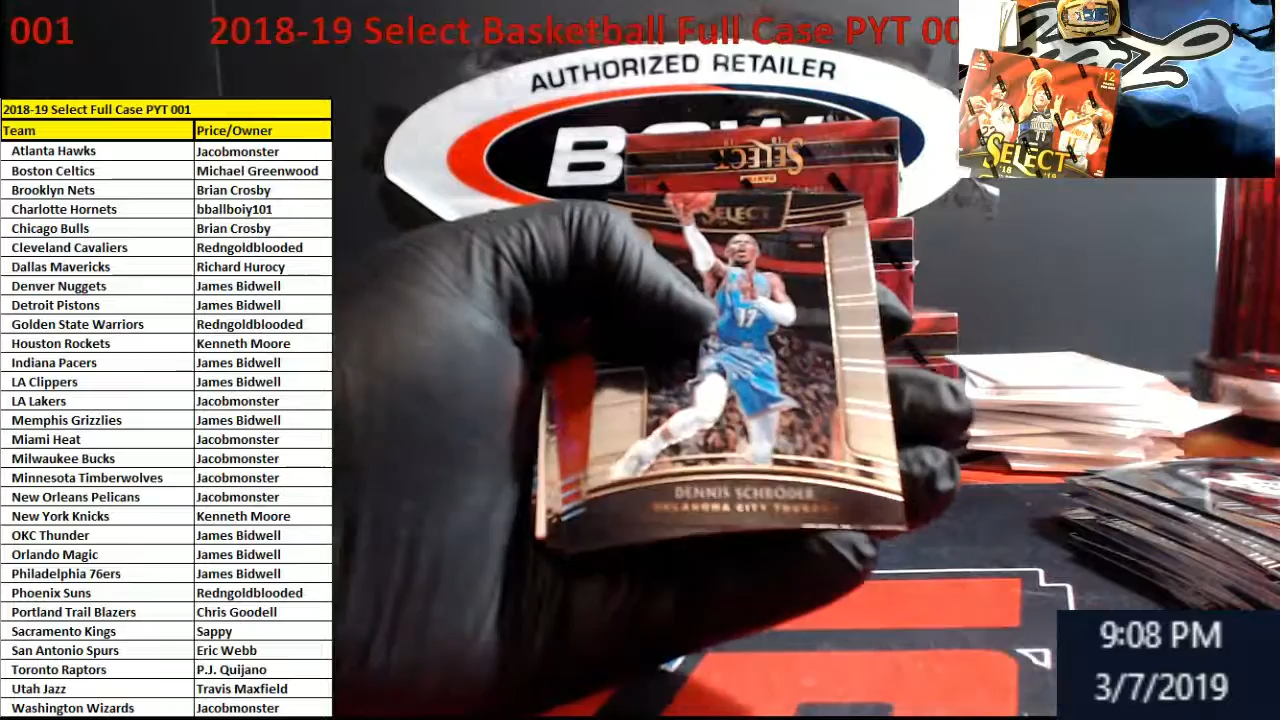 001
2018-19 Select Basketball Full Case PYT 00
2018-19 Select Full Case PYT 001
Team Price/Owner
Atlanta Hawks Jacobmonster
Boston Celtics Michael Greenwood
Brooklyn Nets Brian Crosby
Charlotte Hornets bballboiy101
Chicago Bulls Brian Crosby
Cleveland Cavaliers Redngoldblooded
Dallas Mavericks Richard Hurocy
Denver Nuggets James Bidwell
Detroit Pistons James Bidwell
Golden State Warriors Redngoldblooded
Houston Rockets Kenneth Moore
Indiana Pacers James Bidwell
LA Clippers James Bidwell
LA Lakers Jacobmonster
Memphis Grizzlies James Bidwell
Miami Heat Jacobmonster
Milwaukee Bucks Jacobmonster
Minnesota Timberwolves Jacobmonster
New Orleans Pelicans Jacobmonster
New York Knicks Kenneth Moore
OKC Thunder James Bidwell
Orlando Magic James Bidwell
Philadelphia 76ers James Bidwell
Phoenix Suns Redngoldblooded
Portland Trail Blazers Chris Goodell
Sacramento Kings Sappy
San Antonio Spurs Eric Webb
Toronto Raptors P.J. Quijano
Utah Jazz Travis Maxfield
Washington Wizards Jacobmonster
AUTHORIZED RETAILER
SELECT
SELECT
17
DENNIS SCHRÖDER
OKLAHOMA CITY THUNDER
12
SELECT
9:08 PM
3/7/2019